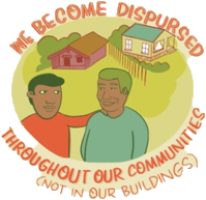 WE BECOME DISPURSED
THROUGHOUT OUR COMMUNITIES
(NOT IN OUR BUILDINGS)